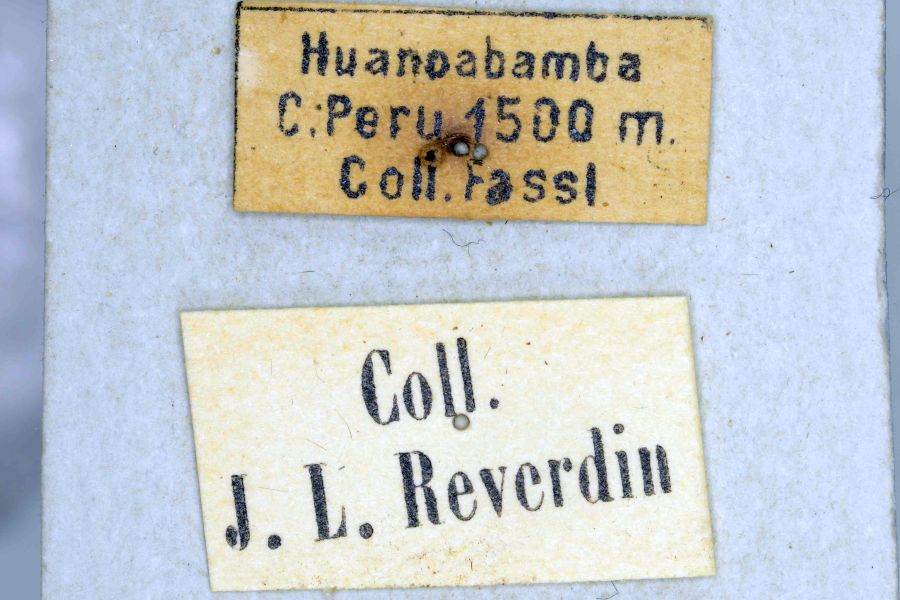 Huancabamba
C. Peru 1500 m.
Coll. Fassl
Coll.
J. L. Reverdin